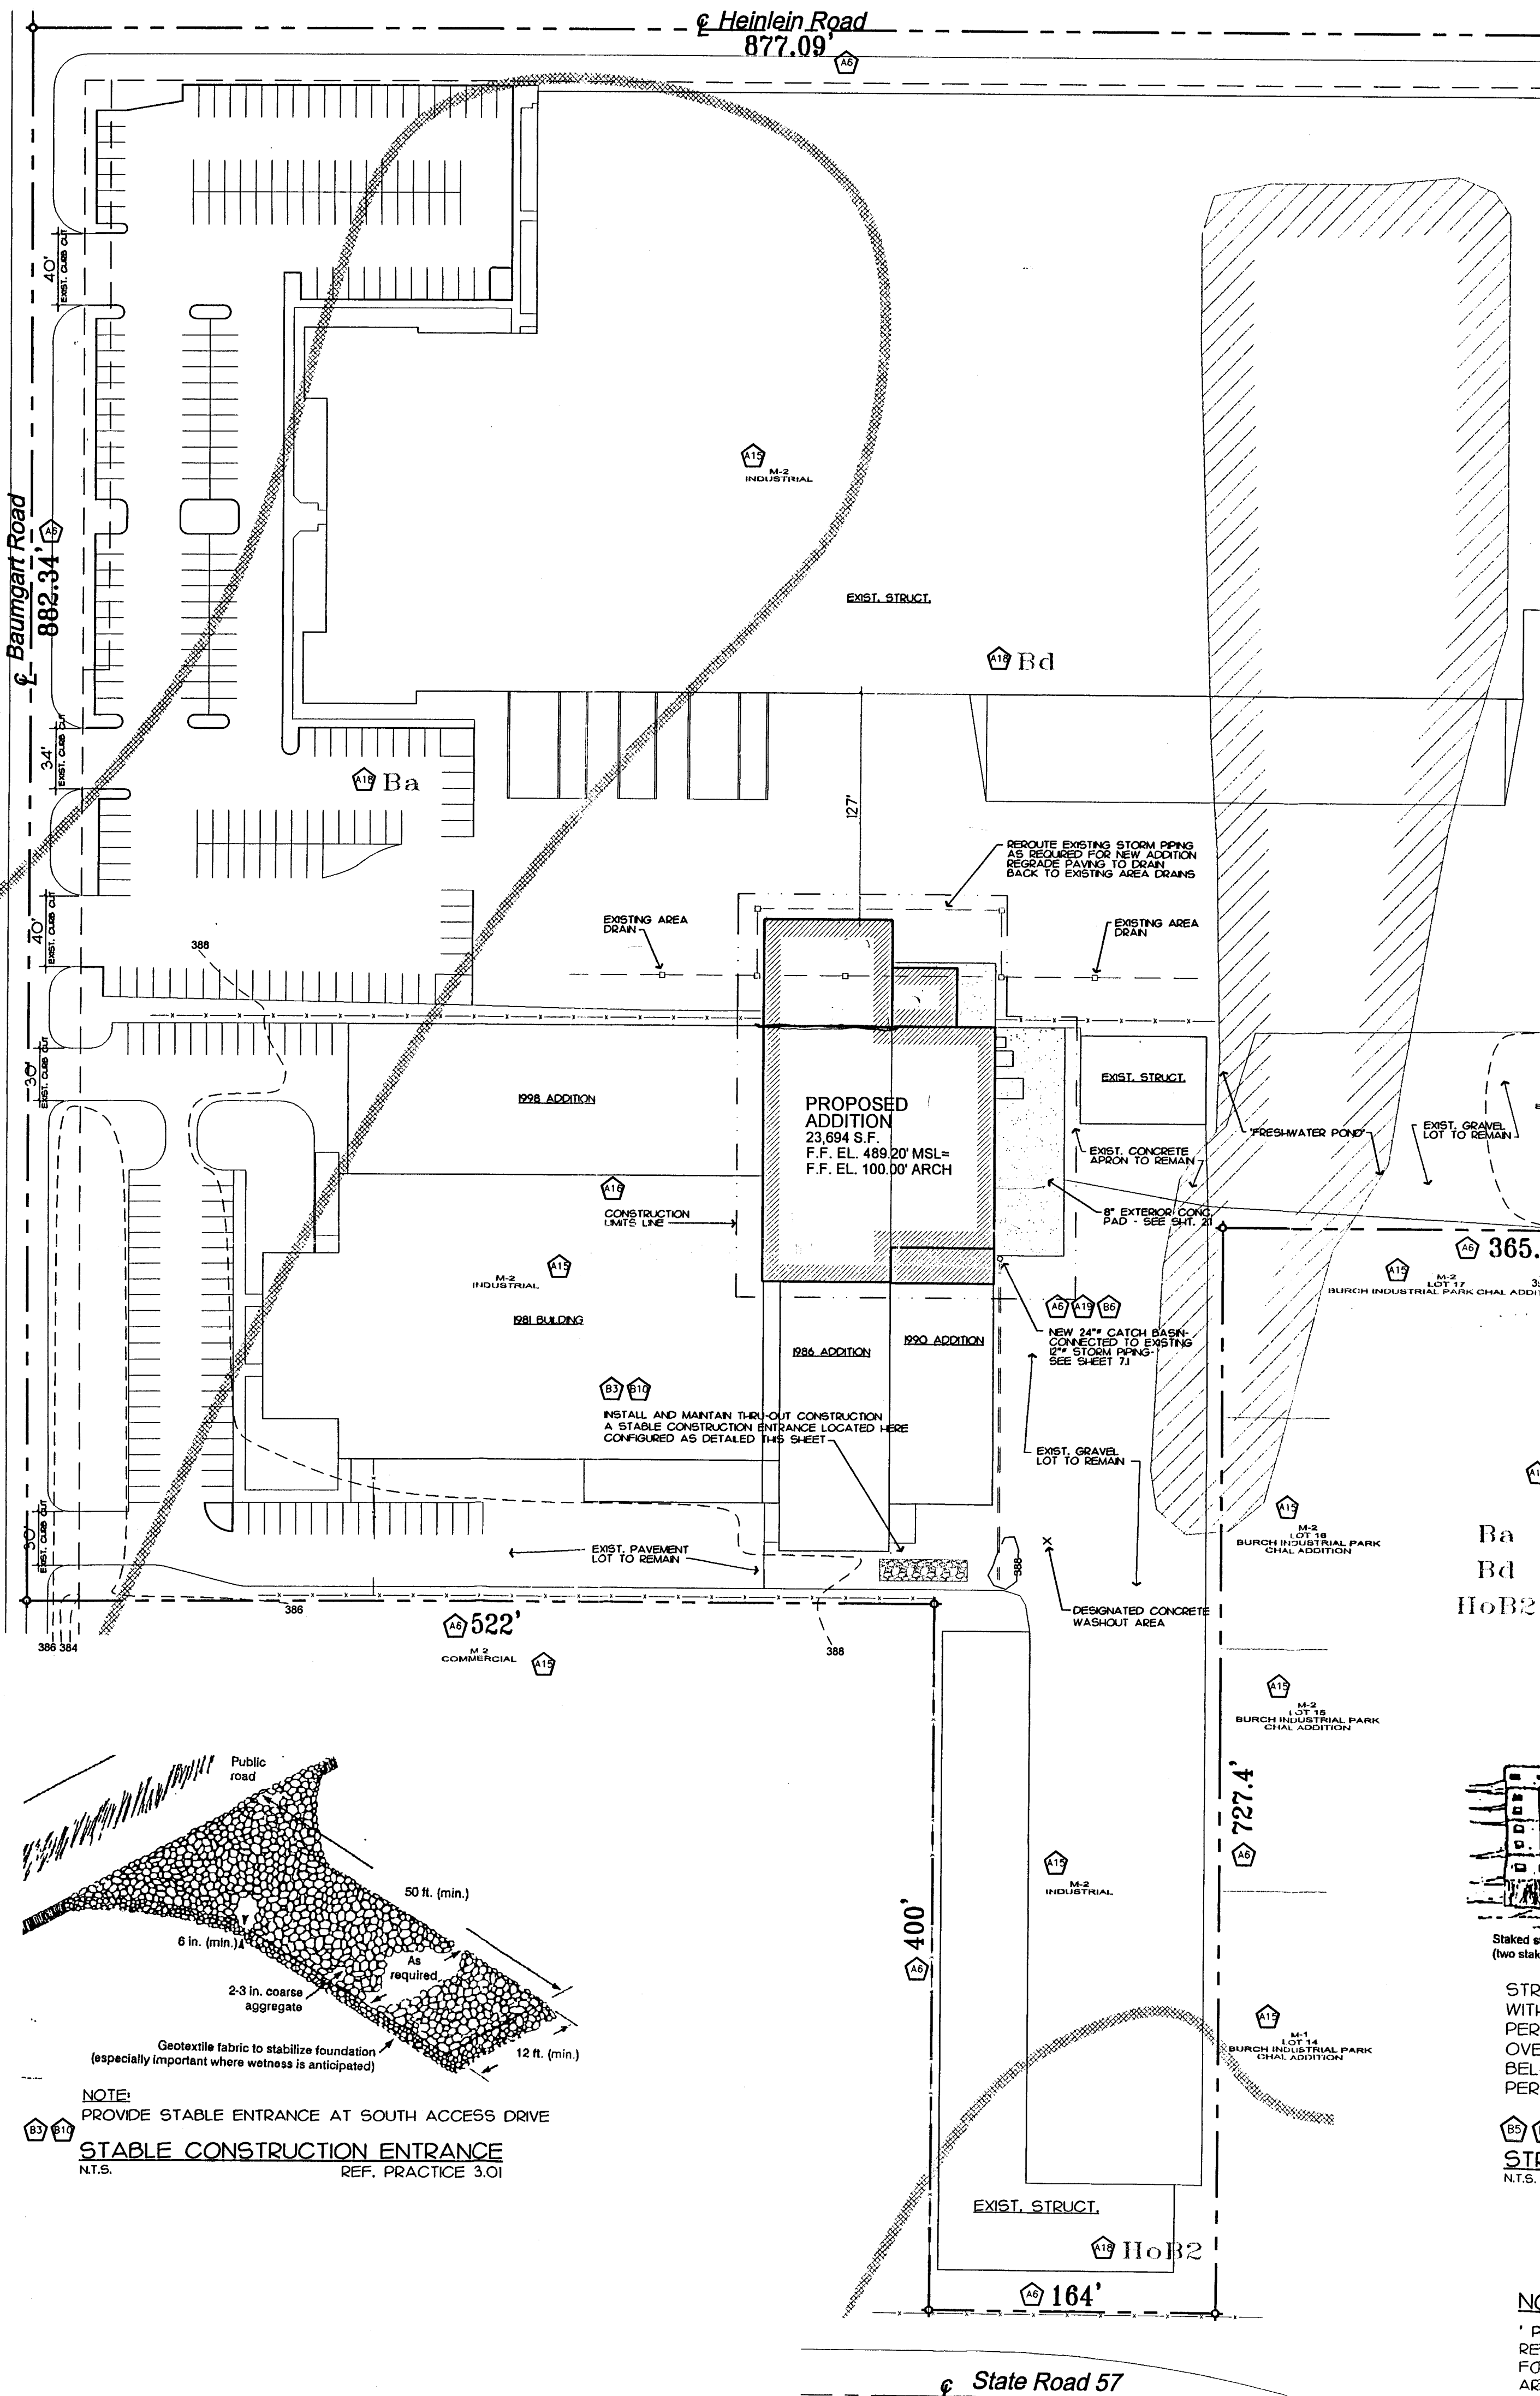 ℄ Heinlein Road
877.09'
A6
40'
EXIST. CURB CUT
A15
M-2
INDUSTRIAL
℄ Baumgart Road
882.34'
A6
EXIST. STRUCT.
A18 Bd
34'
EXIST. CURB CUT
A18 Ba
127'
REROUTE EXISTING STORM PIPING
AS REQUIRED FOR NEW ADDITION
REGRADE PAVING TO DRAIN
BACK TO EXISTING AREA DRAINS
40'
EXIST. CURB CUT
388
EXISTING AREA
DRAIN
EXISTING AREA
DRAIN
30'
EXIST. CURB CUT
1998 ADDITION
PROPOSED
ADDITION
23,694 S.F.
F.F. EL. 489.20' MSL=
F.F. EL. 100.00' ARCH
EXIST. STRUCT.
'FRESHWATER POND'
EXIST. GRAVEL
LOT TO REMAIN
EXIST. CONCRETE
APRON TO REMAIN
A16
CONSTRUCTION
LIMITS LINE
8" EXTERIOR CONC.
PAD - SEE SHT. 2.1
A6 365.
A15
M-2
LOT 17
BURCH INDUSTRIAL PARK CHAL ADDIT
M-2
INDUSTRIAL
A15
1981 BUILDING
1986 ADDITION
1990 ADDITION
A6 A19 B6
NEW 24"ø CATCH BASIN-
CONNECTED TO EXISTING
12"ø STORM PIPING-
SEE SHEET 7.1
B3 B10
INSTALL AND MAINTAIN THRU-OUT CONSTRUCTION
A STABLE CONSTRUCTION ENTRANCE LOCATED HERE
CONFIGURED AS DETAILED THIS SHEET
EXIST. GRAVEL
LOT TO REMAIN
A15
M-2
LOT 16
BURCH INDUSTRIAL PARK
CHAL ADDITION
Ba
Bd
HoB2
30'
EXIST. CURB CUT
EXIST. PAVEMENT
LOT TO REMAIN
388
DESIGNATED CONCRETE
WASHOUT AREA
386
386 384
A6 522'
M 2
COMMERCIAL
A15
388
A15
M-2
LOT 15
BURCH INDUSTRIAL PARK
CHAL ADDITION
A6 727.4'
A15
M-2
INDUSTRIAL
A6 400'
A15
M-1
LOT 14
BURCH INDUSTRIAL PARK
CHAL ADDITION
Public
road
50 ft. (min.)
6 in. (min.)
As
required
2-3 in. coarse
aggregate
Geotextile fabric to stabilize foundation
(especially important where wetness is anticipated)
12 ft. (min.)
NOTE:
PROVIDE STABLE ENTRANCE AT SOUTH ACCESS DRIVE
B3 B10
STABLE CONSTRUCTION ENTRANCE
N.T.S. REF. PRACTICE 3.01
Staked
(two
PER
PER
B5
N.T.S.
EXIST. STRUCT.
A18 HoB2
A6 164'
℄ State Road 57